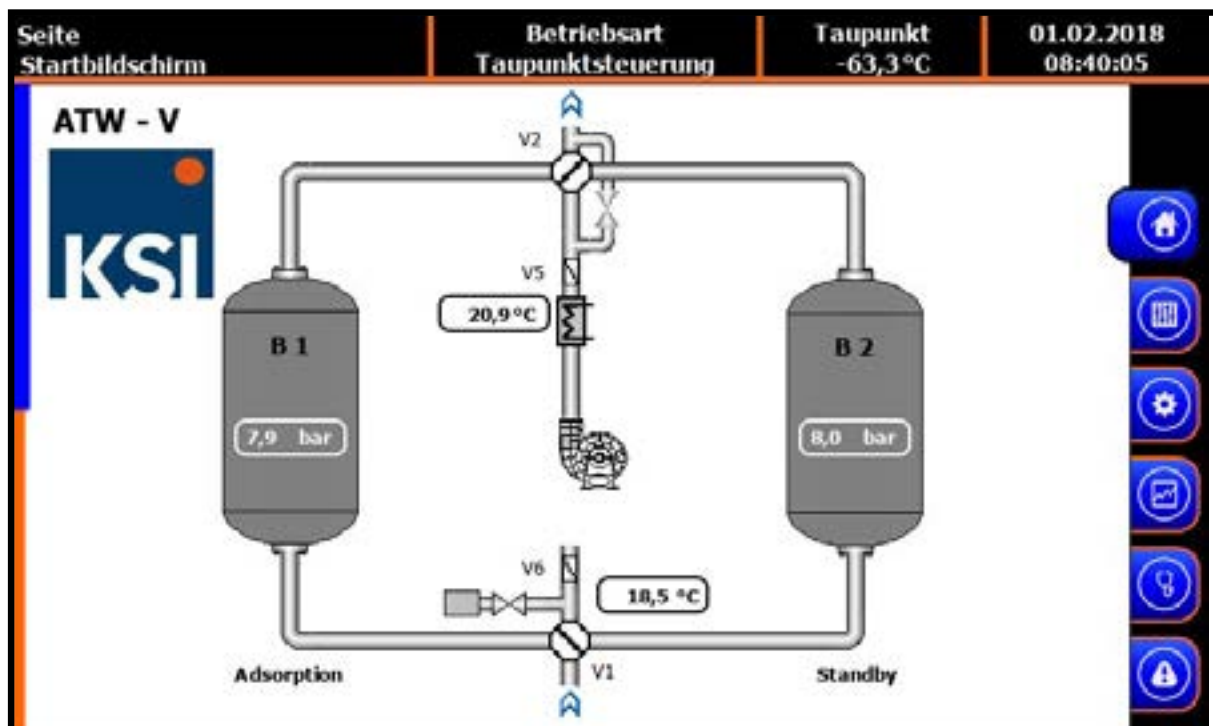 Seite
Startbildschirm
Betriebsart
Taupunktsteuerung
Taupunkt
-63,3°C
01.02.2018
08:40:05
ATW - V
KSI
V2
V5
20,9°C
B 1
B 2
7,9 bar
8,0 bar
V6
18,5 °C
V1
Adsorption
Standby